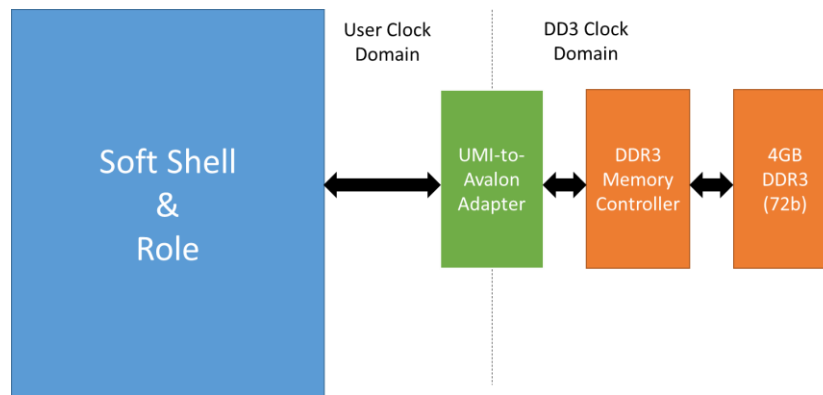 User Clock
Domain
DD3 Clock
Domain
Soft Shell
&
Role
UMI-to-
Avalon
Adapter
DDR3
Memory
Controller
4GB
DDR3
(72b)